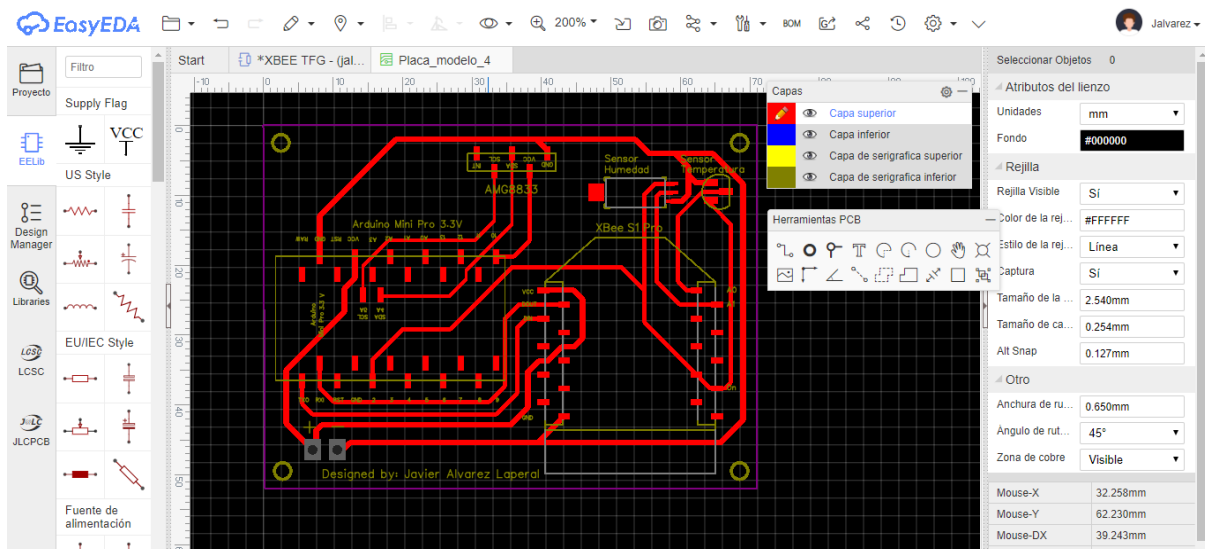 EasyEDA
200%
BOM
Jalvarez
Proyecto
EELib
Design
Manager
Libraries
LCSC
LCSC
JLCPCB
Filtro
Supply Flag
VCC
US Style
EU/IEC Style
Fuente de
alimentación
Start
*XBEE TFG - (jal...
Placa_modelo_4
AMG8833
Sensor
Humedad
Sensor
Temperatura
Arduino Mini Pro 3.3V
XBee S1 Pro
Designed by: Javier Alvarez Laperal
Capas
Capa superior
Capa inferior
Capa de serigrafica superior
Capa de serigrafica inferior
Herramientas PCB
Seleccionar Objetos 0
Atributos del lienzo
Unidades mm
Fondo #000000
Rejilla
Rejilla Visible Sí
Color de la rej... #FFFFFF
Estilo de la rej... Línea
Captura Sí
Tamaño de la ... 2.540mm
Tamaño de ca... 0.254mm
Alt Snap 0.127mm
Otro
Anchura de ru... 0.650mm
Ángulo de rut... 45°
Zona de cobre Visible
Mouse-X 32.258mm
Mouse-Y 62.230mm
Mouse-DX 39.243mm